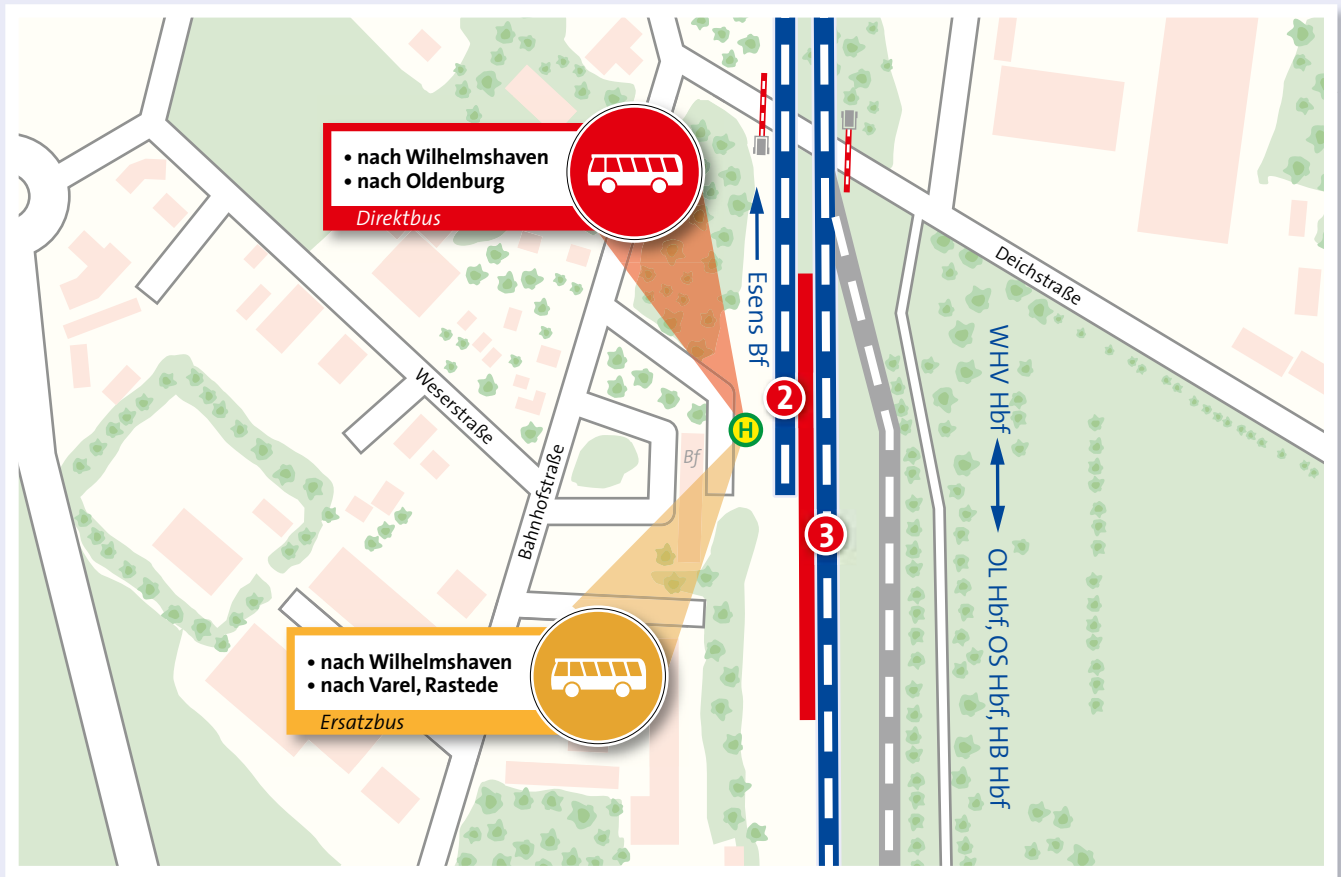 • nach Wilhelmshaven
• nach Oldenburg
Direktbus
Esens Bf
Deichstraße
WHV Hbf
OL Hbf, OS Hbf, HB Hbf
Weserstraße
Bahnhofstraße
2
H
Bf
3
• nach Wilhelmshaven
• nach Varel, Rastede
Ersatzbus